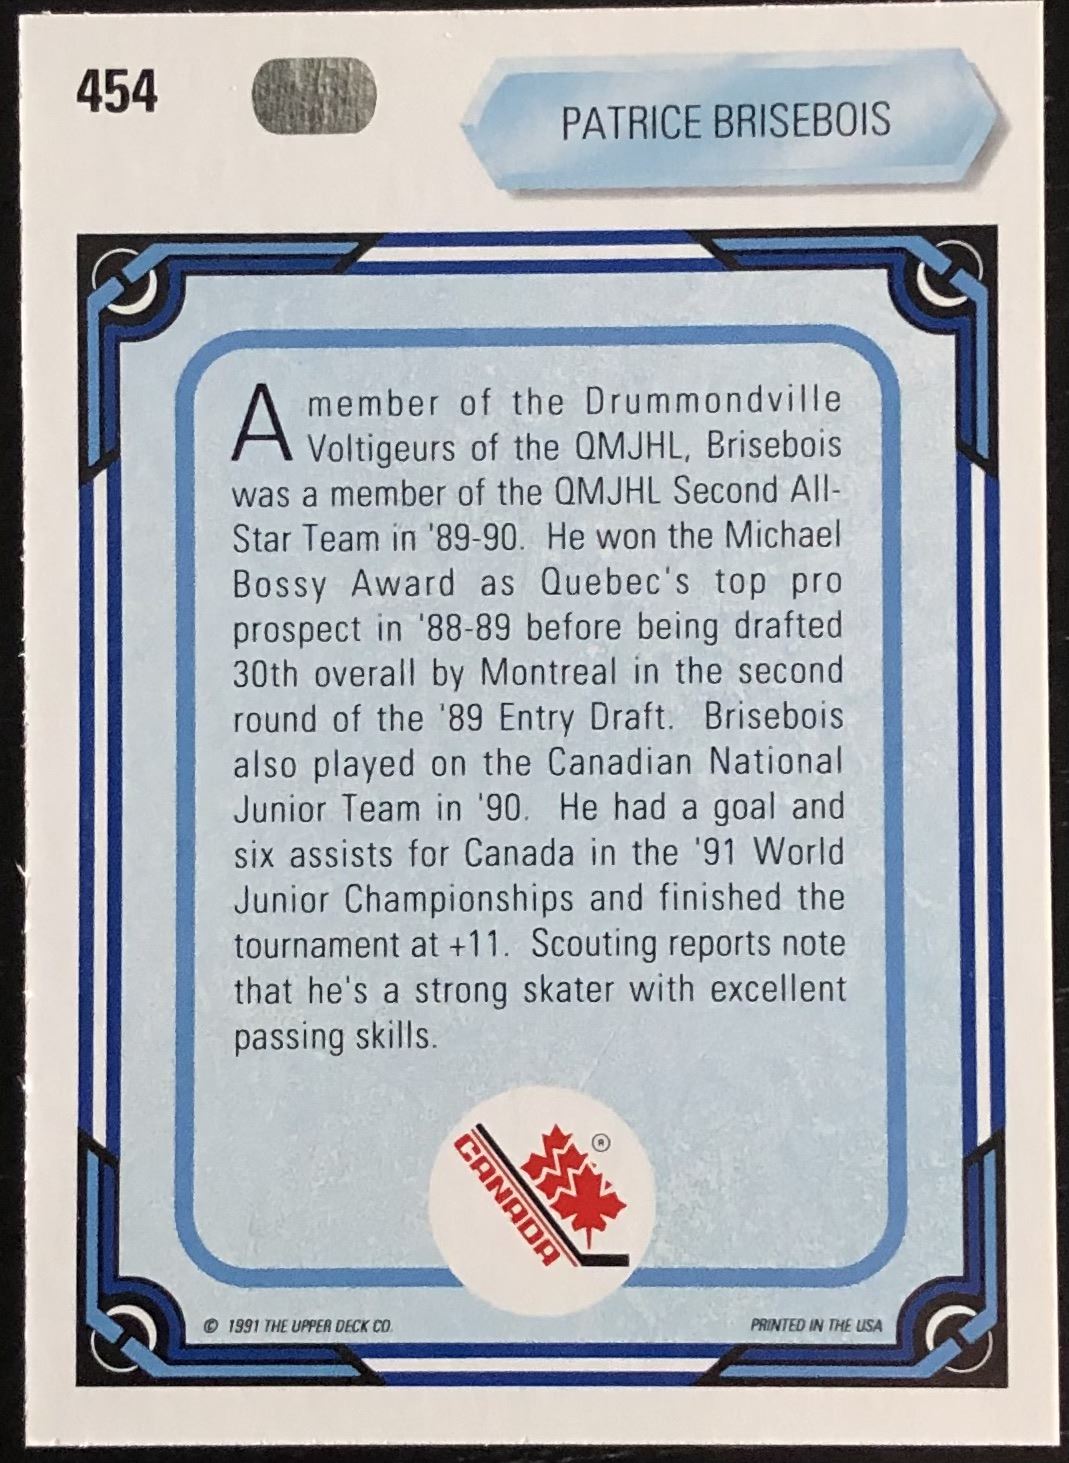 454
PATRICE BRISEBOIS
A member of the Drummondville
Voltigeurs of the QMJHL, Brisebois
was a member of the QMJHL Second All-
Star Team in '89-90. He won the Michael
Bossy Award as Quebec's top pro
prospect in '88-89 before being drafted
30th overall by Montreal in the second
round of the '89 Entry Draft. Brisebois
also played on the Canadian National
Junior Team in '90. He had a goal and
six assists for Canada in the '91 World
Junior Championships and finished the
tournament at +11. Scouting reports note
that he's a strong skater with excellent
passing skills.
CANADA ®
© 1991 THE UPPER DECK CO.
PRINTED IN THE USA